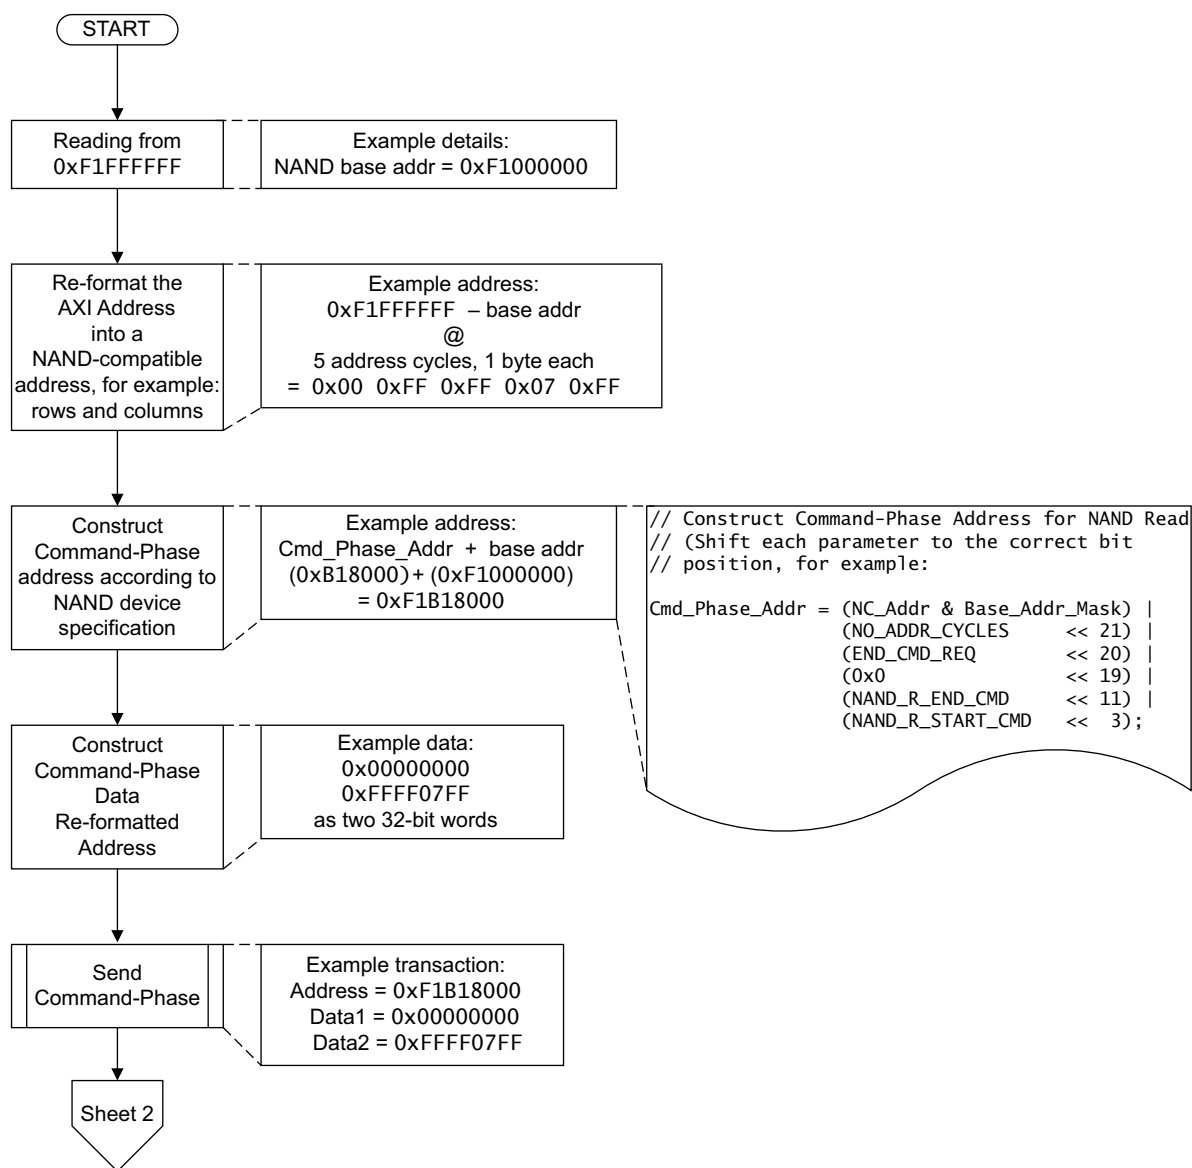 START
Reading from
0xF1FFFFFF
Example details:
NAND base addr = 0xF1000000
Re-format the
AXI Address
into a
NAND-compatible
address, for example:
rows and columns
Example address:
0xF1FFFFFF – base addr
@
5 address cycles, 1 byte each
= 0x00 0xFF 0xFF 0x07 0xFF
Construct
Command-Phase
address according to
NAND device
specification
Example address:
Cmd_Phase_Addr + base addr
(0xB18000)+ (0xF1000000)
= 0xF1B18000
// Construct Command-Phase Address for NAND Read
// (Shift each parameter to the correct bit
// position, for example:
Cmd_Phase_Addr = (NC_Addr & Base_Addr_Mask) |
(NO_ADDR_CYCLES << 21) |
(END_CMD_REQ << 20) |
(0x0 << 19) |
(NAND_R_END_CMD << 11) |
(NAND_R_START_CMD << 3);
Construct
Command-Phase
Data
Re-formatted
Address
Example data:
0x00000000
0xFFFF07FF
as two 32-bit words
Send
Command-Phase
Example transaction:
Address = 0xF1B18000
Data1 = 0x00000000
Data2 = 0xFFFF07FF
Sheet 2